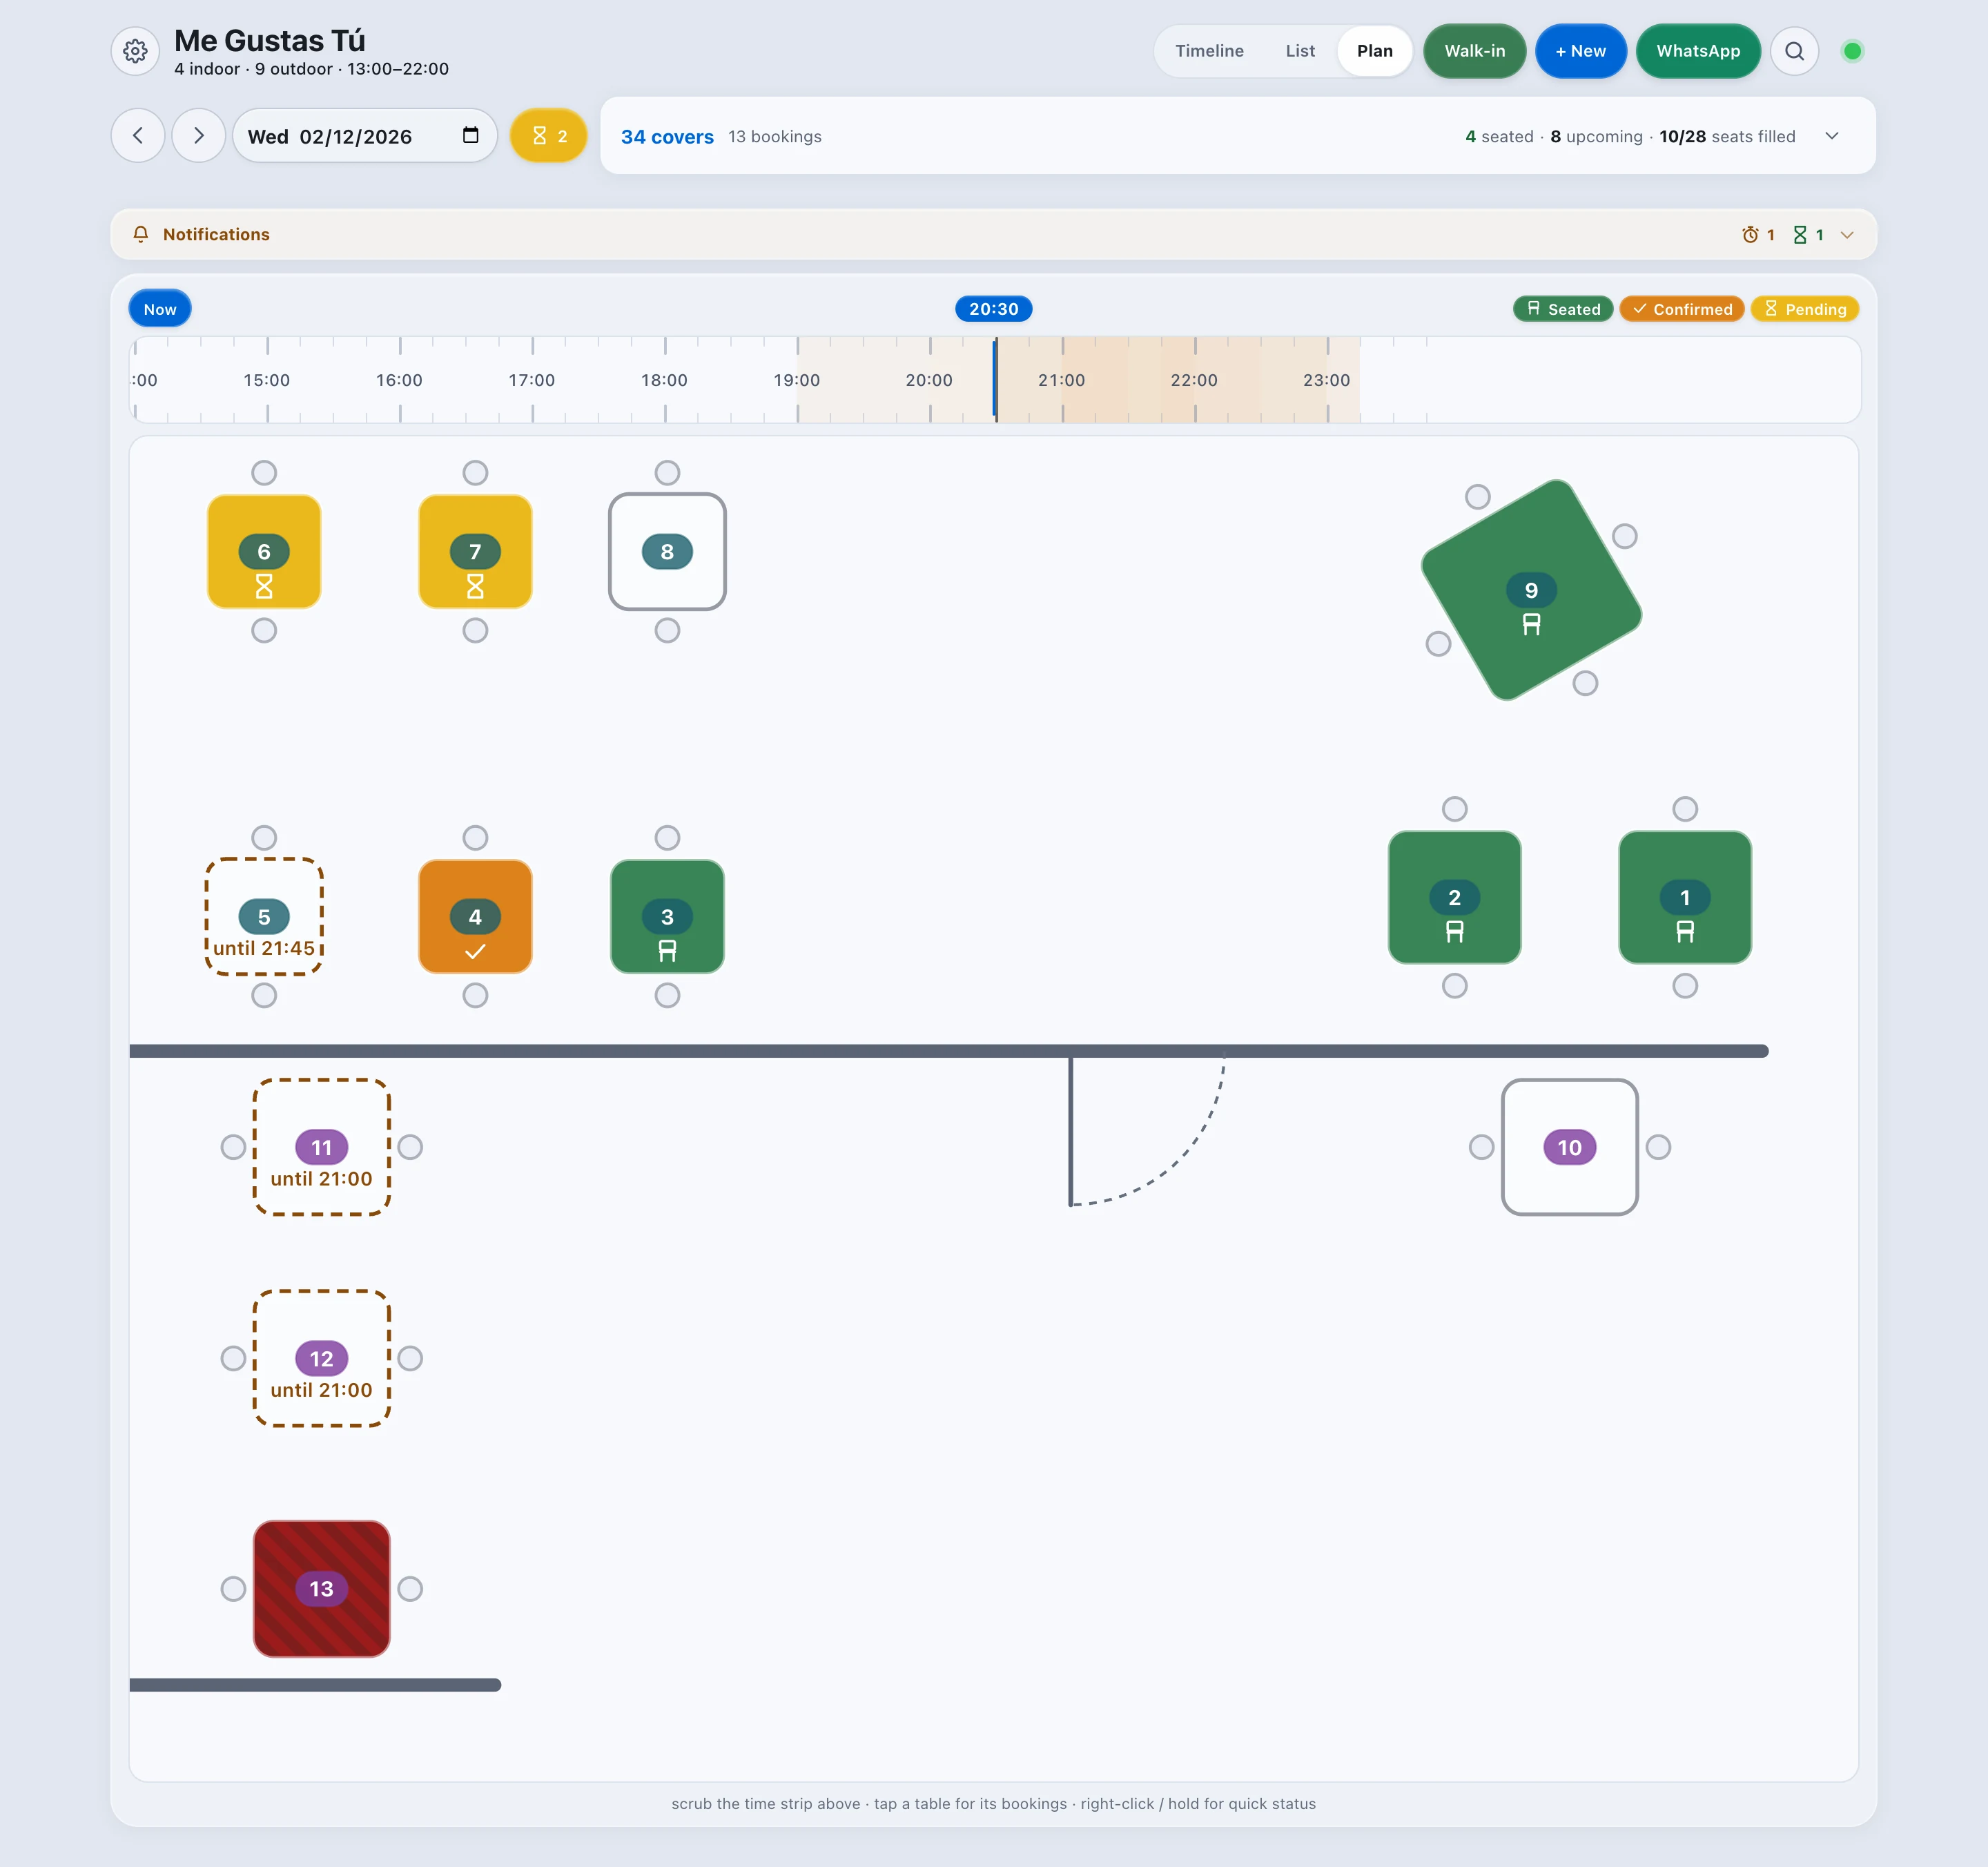 Me Gustas Tú
4 indoor · 9 outdoor · 13:00–22:00
Timeline
List
Plan
Walk-in
+ New
WhatsApp
Wed 02/12/2026
2
34 covers 13 bookings
4 seated · 8 upcoming · 10/28 seats filled
Notifications
1
1
Now
20:30
Seated
Confirmed
Pending
:00
15:00
16:00
17:00
18:00
19:00
20:00
21:00
22:00
23:00
6
7
8
9
5
until 21:45
4
3
2
1
11
until 21:00
10
12
until 21:00
13
scrub the time strip above · tap a table for its bookings · right-click / hold for quick status